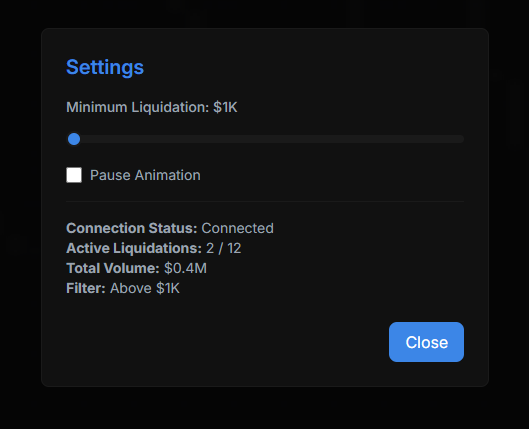 Settings
Minimum Liquidation: $1K
Pause Animation
Connection Status: Connected
Active Liquidations: 2 / 12
Total Volume: $0.4M
Filter: Above $1K
Close